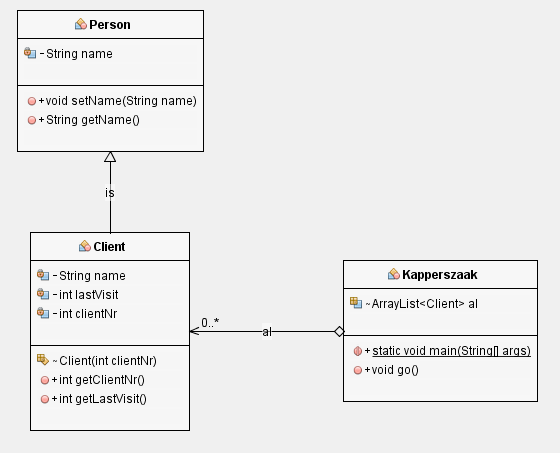 Person
-String name
+void setName(String name)
+String getName()
is
Client
-String name
-int lastVisit
-int clientNr
~Client(int clientNr)
+int getClientNr()
+int getLastVisit()
0..*
al
Kapperszaak
~ArrayList<Client> al
+static void main(String[] args)
+void go()